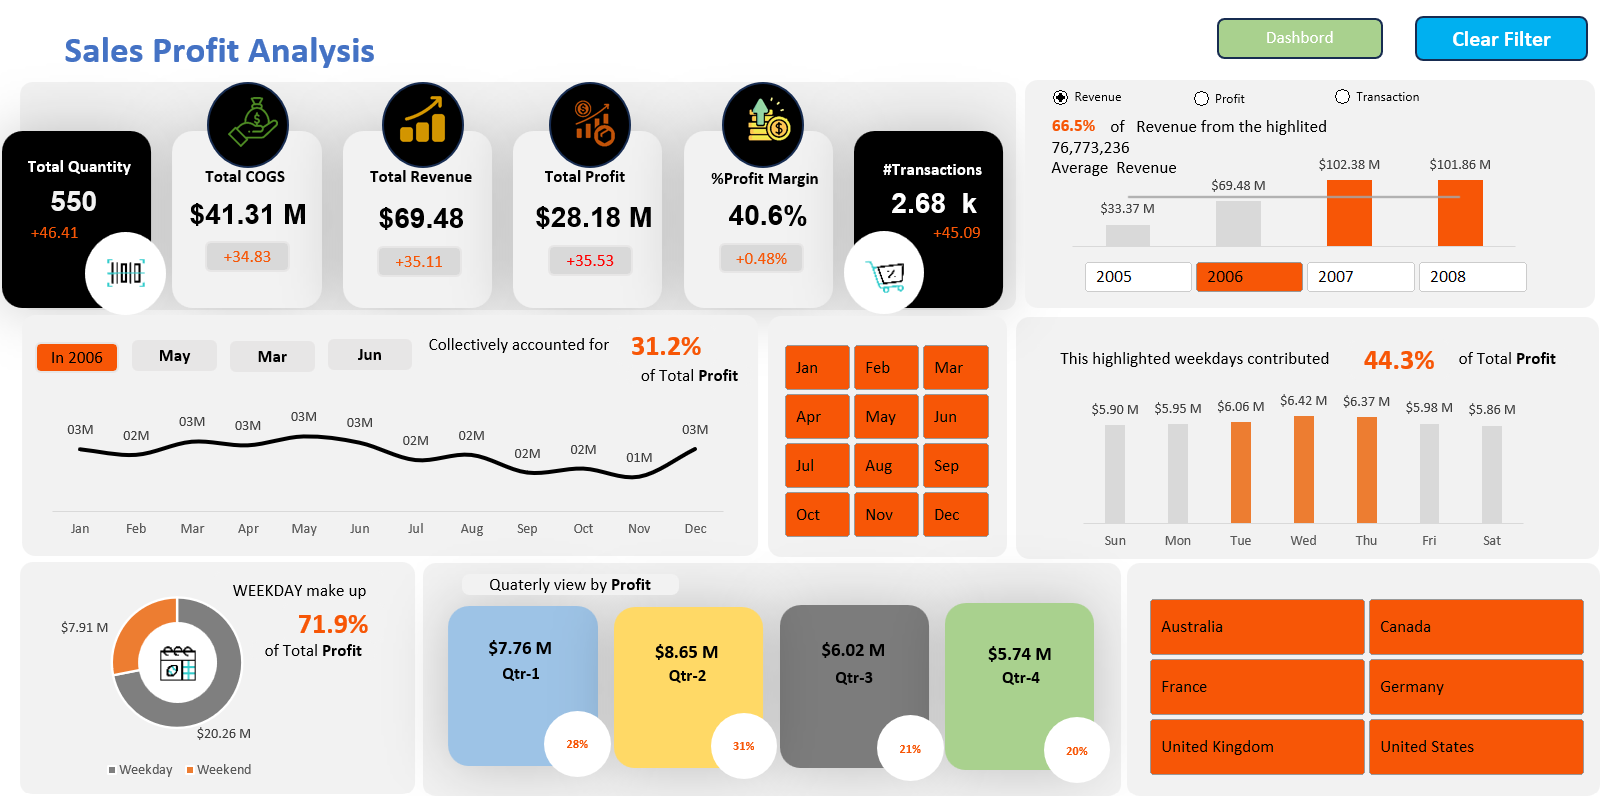 Sales Profit Analysis
Dashbord
Clear Filter
Total Quantity
550
+46.41
Total COGS
$41.31 M
+34.83
Total Revenue
$69.48
+35.11
Total Profit
$28.18 M
+35.53
%Profit Margin
40.6%
+0.48%
#Transactions
2.68 k
+45.09
Revenue
Profit
Transaction
66.5% of Revenue from the highlited
76,773,236
Average Revenue
$33.37 M
$69.48 M
$102.38 M
$101.86 M
2005
2006
2007
2008
In 2006
May
Mar
Jun
Collectively accounted for 31.2%
of Total Profit
03M
02M
03M
03M
03M
03M
02M
02M
02M
02M
01M
03M
Jan
Feb
Mar
Apr
May
Jun
Jul
Aug
Sep
Oct
Nov
Dec
Jan
Feb
Mar
Apr
May
Jun
Jul
Aug
Sep
Oct
Nov
Dec
This highlighted weekdays contributed 44.3% of Total Profit
$5.90 M
$5.95 M
$6.06 M
$6.42 M
$6.37 M
$5.98 M
$5.86 M
Sun
Mon
Tue
Wed
Thu
Fri
Sat
WEEKDAY make up
71.9%
of Total Profit
$7.91 M
$20.26 M
Weekday
Weekend
Quaterly view by Profit
$7.76 M
Qtr-1
28%
$8.65 M
Qtr-2
31%
$6.02 M
Qtr-3
21%
$5.74 M
Qtr-4
20%
Australia
Canada
France
Germany
United Kingdom
United States